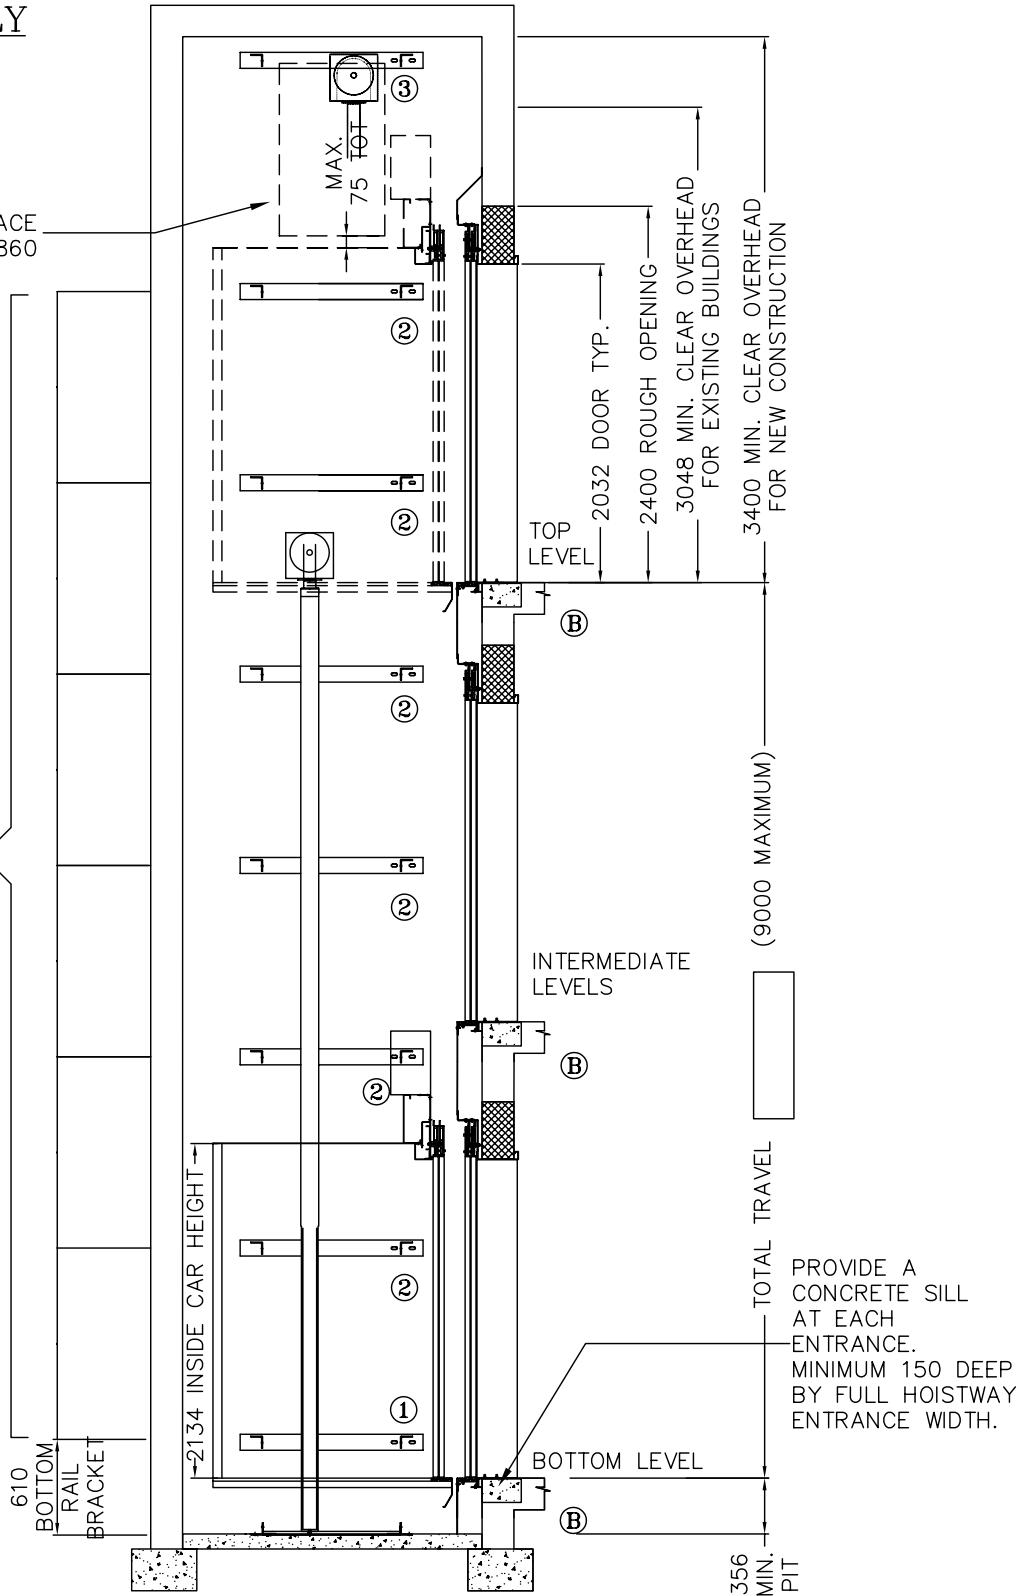 LY
③
MAX.
75 TOT
ACE
360
②
2032 DOOR TYP.
2400 ROUGH OPENING
3048 MIN. CLEAR OVERHEAD
FOR EXISTING BUILDINGS
3400 MIN. CLEAR OVERHEAD
FOR NEW CONSTRUCTION
②
TOP
LEVEL
Ⓑ
②
(9000 MAXIMUM)
②
INTERMEDIATE
LEVELS
Ⓑ
②
2134 INSIDE CAR HEIGHT
②
TOTAL TRAVEL
PROVIDE A
CONCRETE SILL
AT EACH
ENTRANCE.
MINIMUM 150 DEEP
BY FULL HOISTWAY
ENTRANCE WIDTH.
①
610
BOTTOM
RAIL
BRACKET
BOTTOM LEVEL
Ⓑ
356
MIN.
PIT